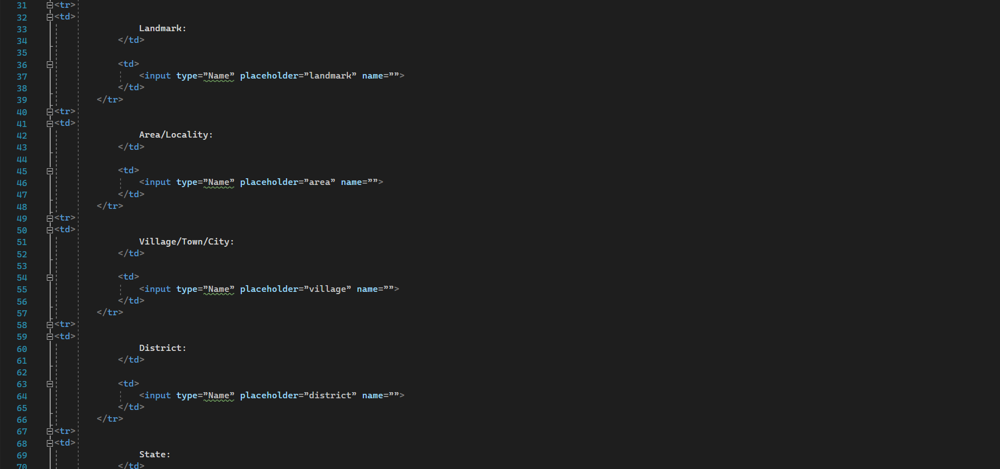 31 <tr>
32 <td>
33 Landmark:
34 </td>
35
36 <td>
37 <input type=”Name” placeholder=”landmark” name=””>
38 </td>
39 </tr>
40 <tr>
41 <td>
42 Area/Locality:
43 </td>
44
45 <td>
46 <input type=”Name” placeholder=”area” name=””>
47 </td>
48 </tr>
49 <tr>
50 <td>
51 Village/Town/City:
52 </td>
53
54 <td>
55 <input type=”Name” placeholder=”village” name=””>
56 </td>
57 </tr>
58 <tr>
59 <td>
60 District:
61 </td>
62
63 <td>
64 <input type=”Name” placeholder=”district” name=””>
65 </td>
66 </tr>
67 <tr>
68 <td>
69 State:
70 </td>